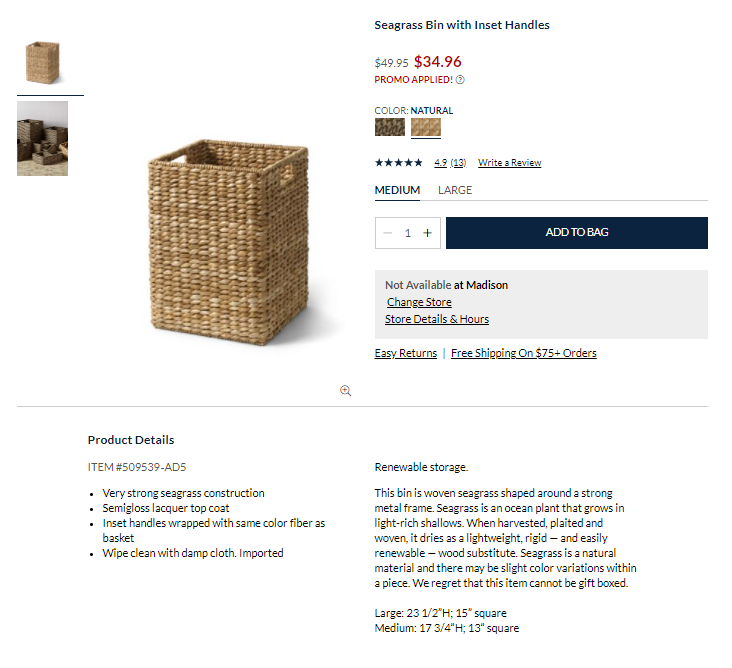 Seagrass Bin with Inset Handles
$49.95 $34.96
PROMO APPLIED! ?
COLOR: NATURAL
★★★★★ 4.9 (13) Write a Review
MEDIUM LARGE
— 1 + ADD TO BAG
Not Available at Madison
Change Store
Store Details & Hours
Easy Returns | Free Shipping On $75+ Orders
Product Details
ITEM #509539-AD5
• Very strong seagrass construction
• Semigloss lacquer top coat
• Inset handles wrapped with same color fiber as
basket
• Wipe clean with damp cloth. Imported
Renewable storage.
This bin is woven seagrass shaped around a strong
metal frame. Seagrass is an ocean plant that grows in
light-rich shallows. When harvested, plaited and
woven, it dries as a lightweight, rigid — and easily
renewable — wood substitute. Seagrass is a natural
material and there may be slight color variations within
a piece. We regret that this item cannot be gift boxed.
Large: 23 1/2"H; 15" square
Medium: 17 3/4"H; 13" square